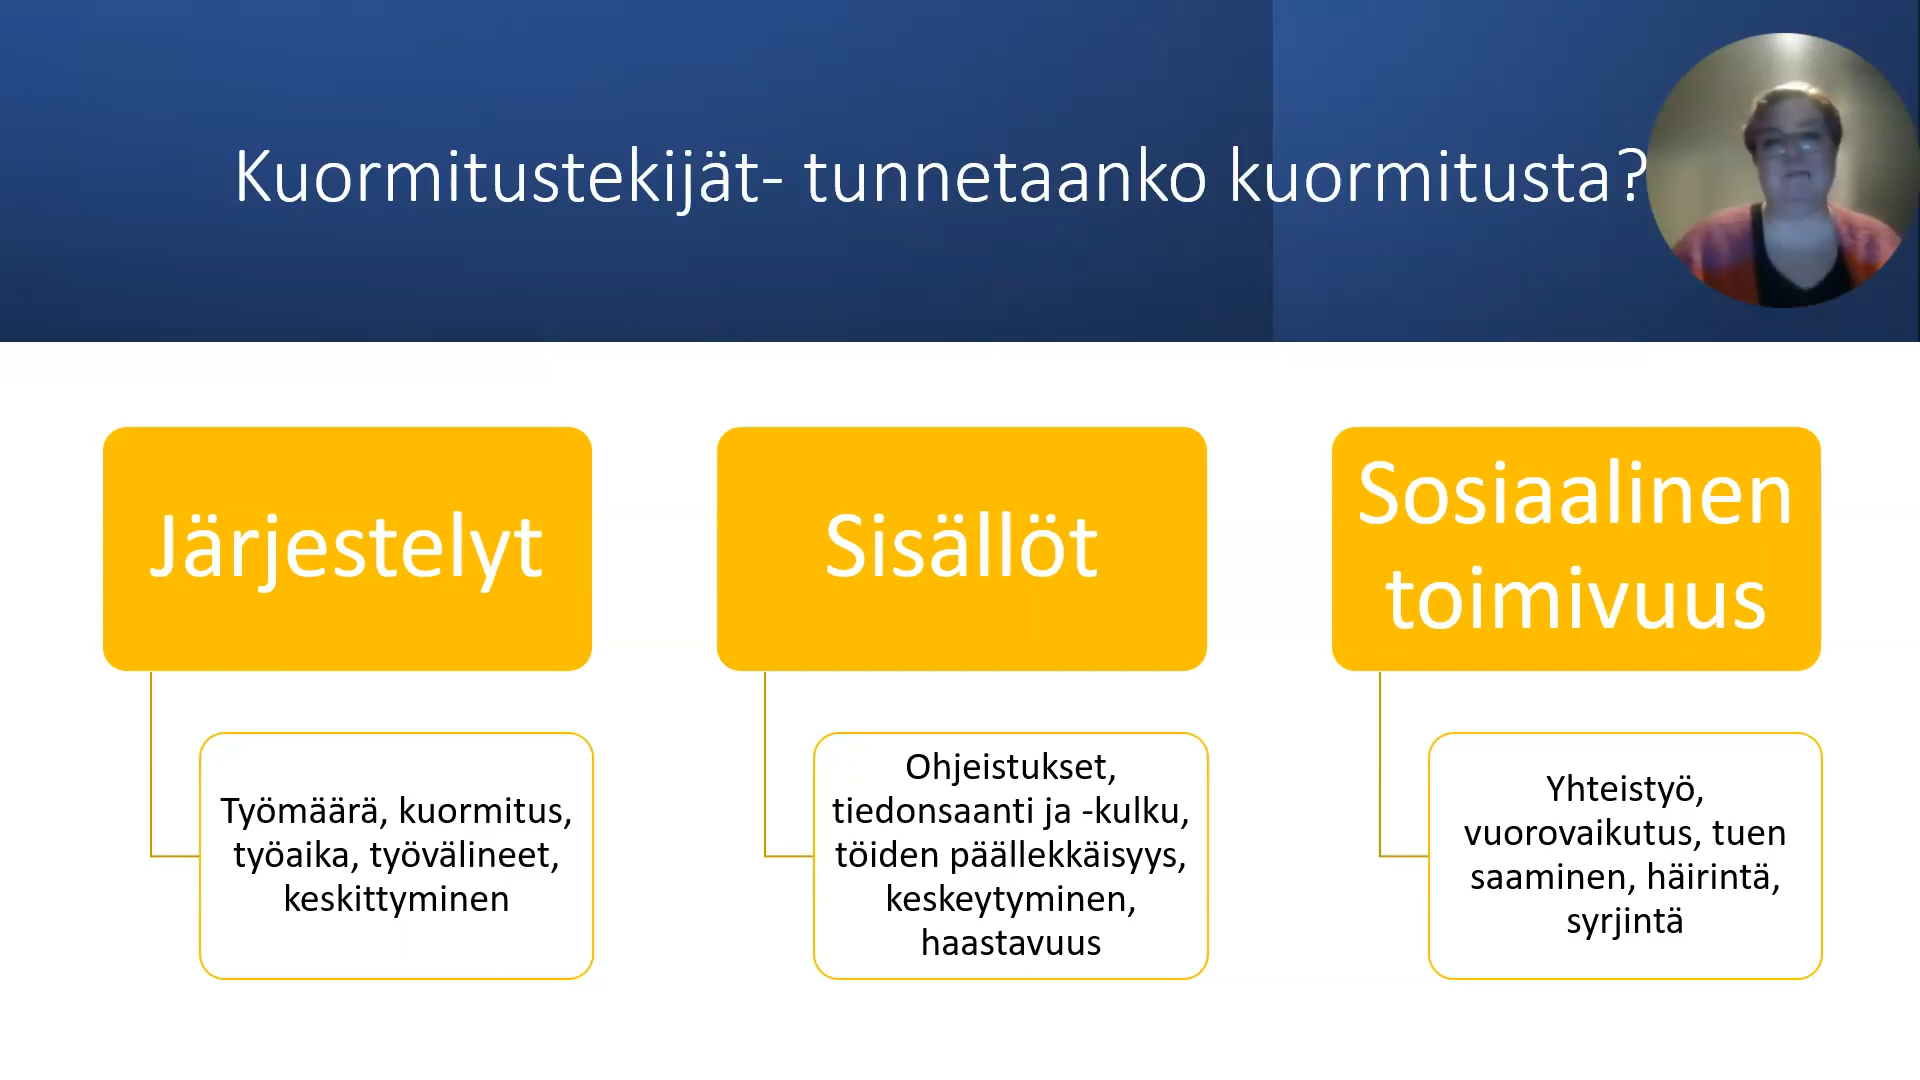 Kuormitustekijät- tunnetaanko kuormitusta?
Järjestelyt
Työmäärä, kuormitus,
työaika, työvälineet,
keskittyminen
Sisällöt
Ohjeistukset,
tiedonsaanti ja -kulku,
töiden päällekkäisyys,
keskeytyminen,
haastavuus
Sosiaalinen
toimivuus
Yhteistyö,
vuorovaikutus, tuen
saaminen, häirintä,
syrjintä